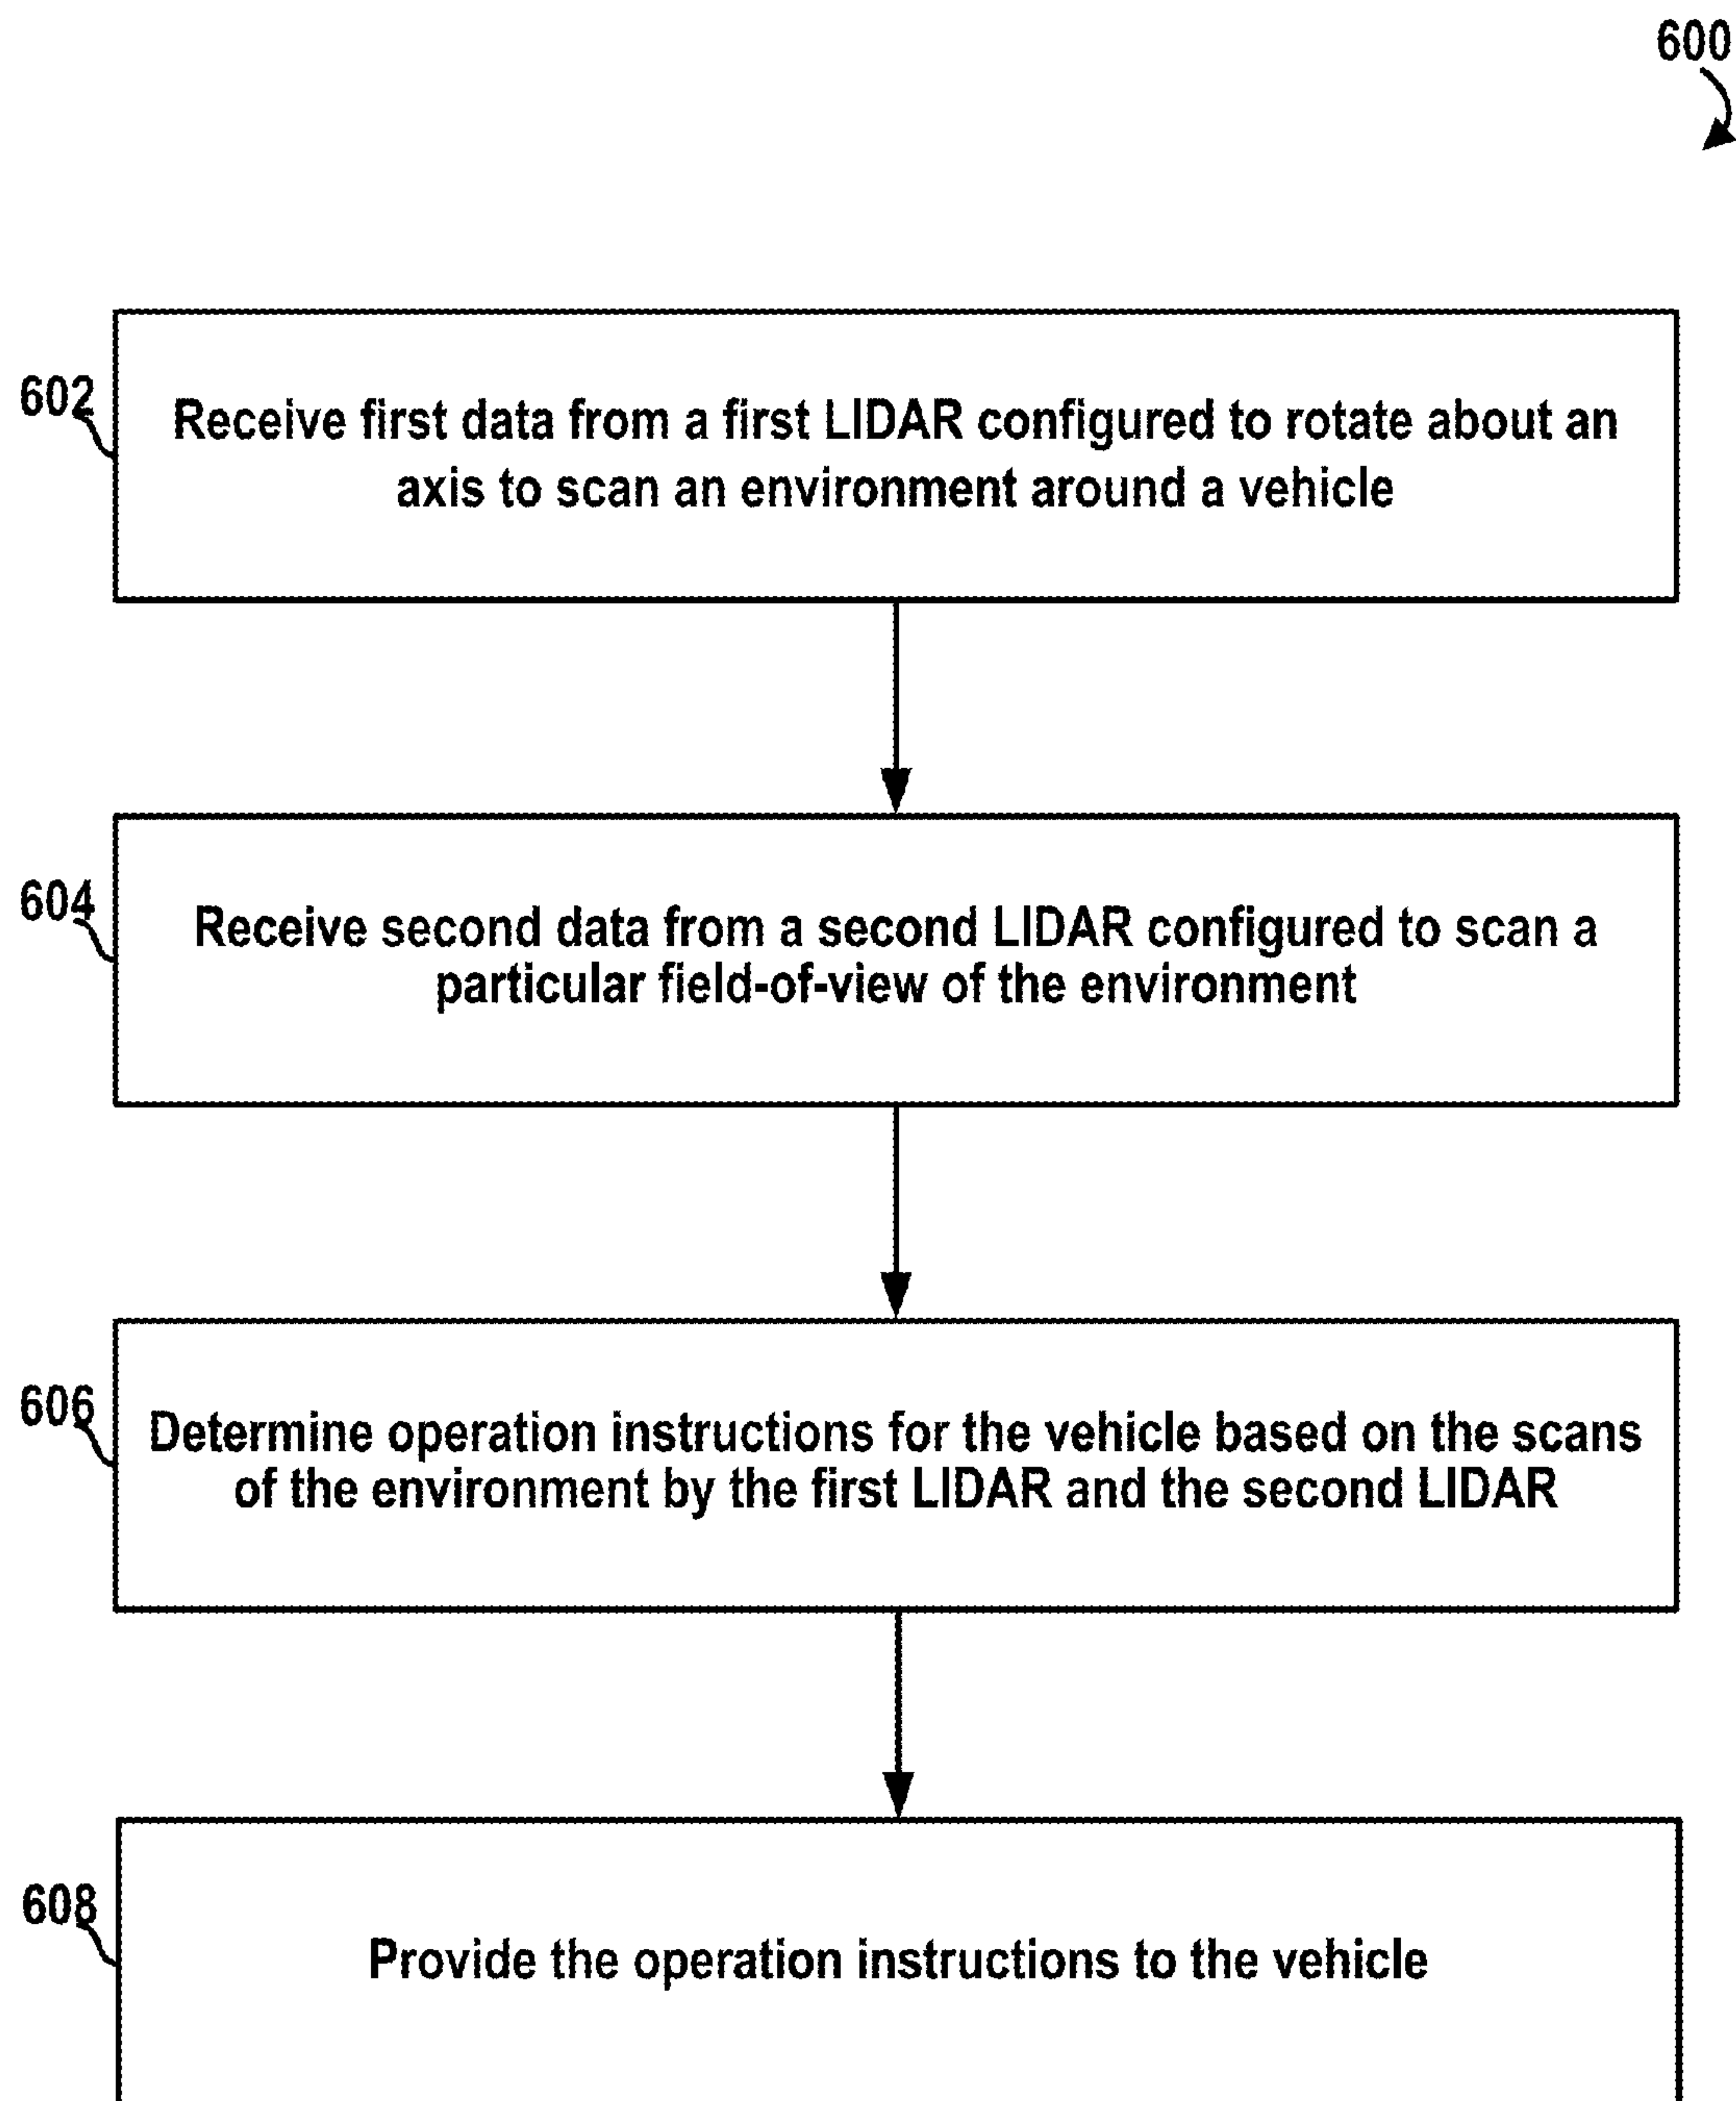 600
602
Receive first data from a first LIDAR configured to rotate about an
axis to scan an environment around a vehicle
604
Receive second data from a second LIDAR configured to scan a
particular field-of-view of the environment
606
Determine operation instructions for the vehicle based on the scans
of the environment by the first LIDAR and the second LIDAR
608
Provide the operation instructions to the vehicle